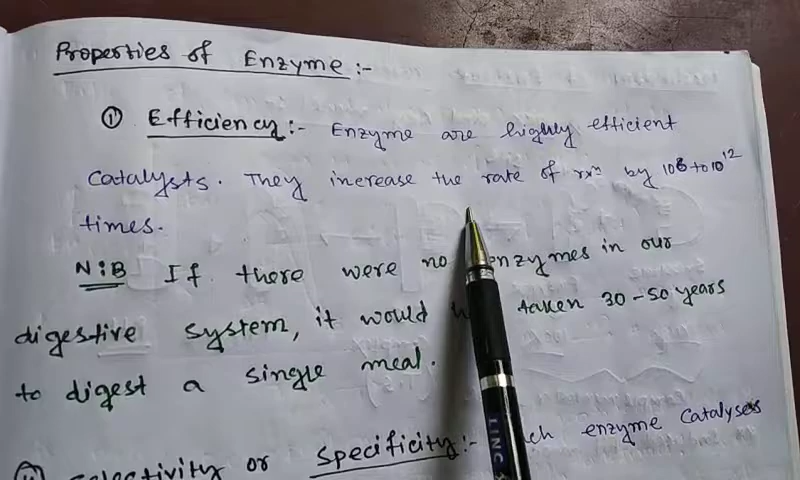 Properties of Enzyme :-
① Efficiency :- Enzyme are highly efficient
Catalysts. They increase the rate of rxⁿ by 10⁸ to 10¹²
times.
N:B If there were no enzymes in our
digestive system, it would taken 30-50 years
to digest a single meal.
Selectivity or Specificity :- enzyme catalyses
LINC